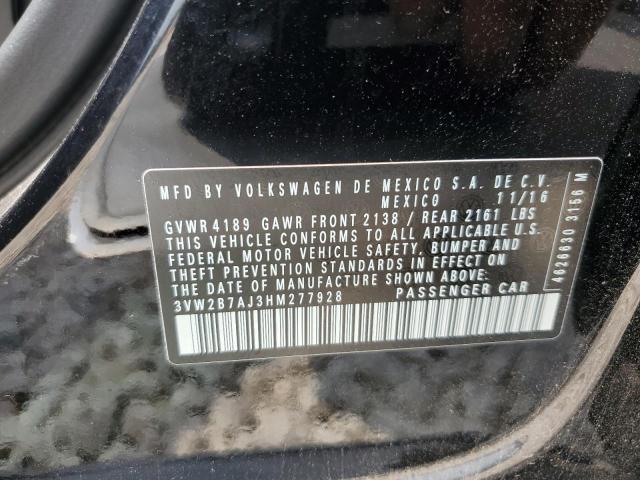 MFD BY VOLKSWAGEN DE MEXICO S.A. DE C.V.
MEXICO 11/16
GVWR 4189 GAWR FRONT 2138 / REAR 2161 LBS
THIS VEHICLE CONFORMS TO ALL APPLICABLE U.S.
FEDERAL MOTOR VEHICLE SAFETY, BUMPER AND
THEFT PREVENTION STANDARDS IN EFFECT ON
THE DATE OF MANUFACTURE SHOWN ABOVE:
3VW2B7AJ3HM277928 PASSENGER CAR
4626930 3156 M